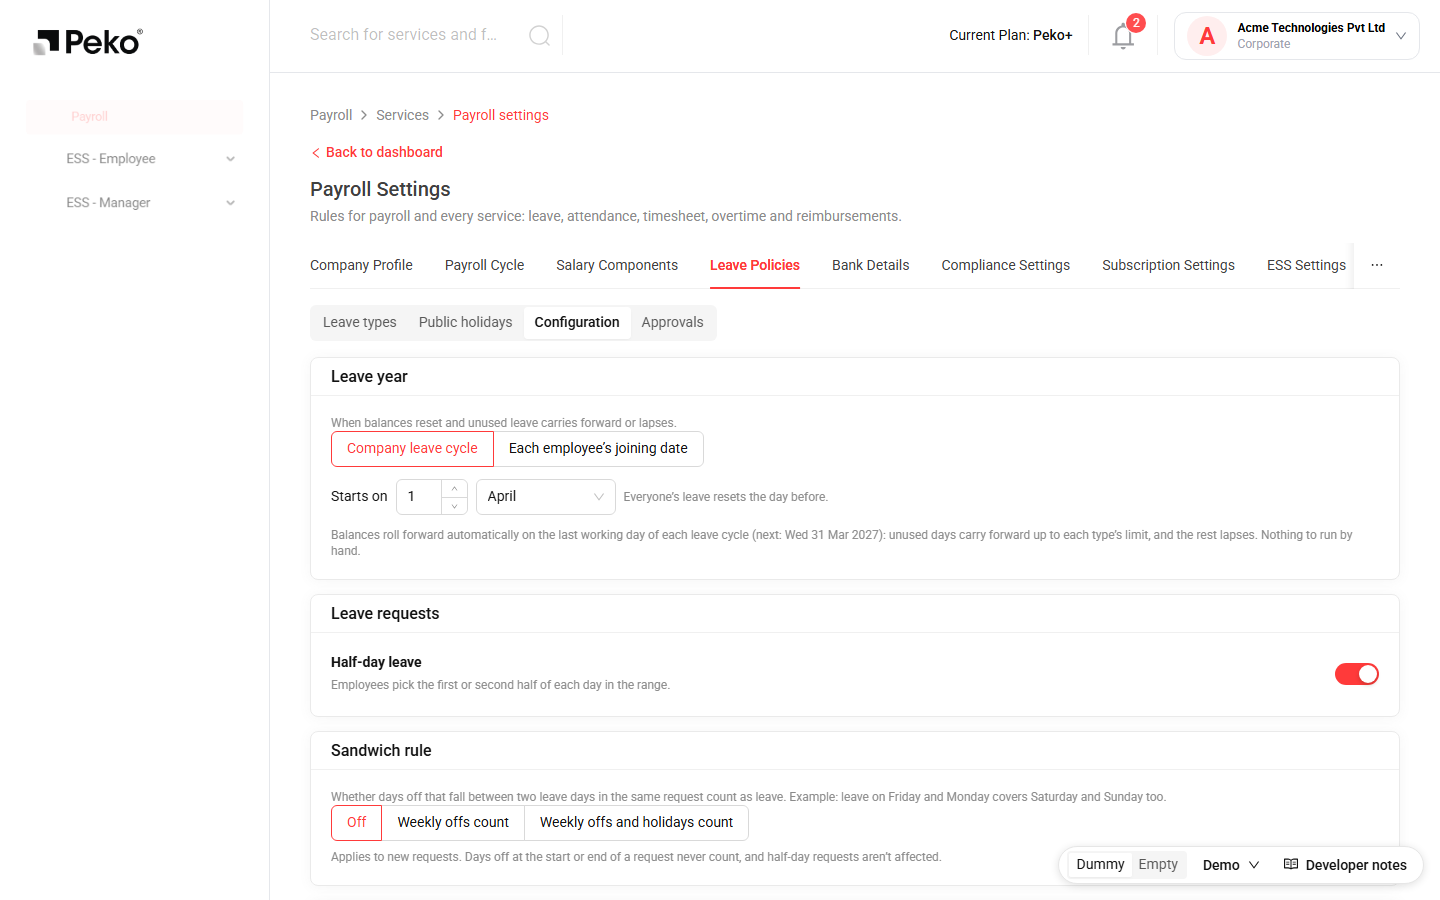 Peko®
Search for services and f...
Current Plan: Peko+
2
A
Acme Technologies Pvt Ltd
Corporate
Payroll
ESS - Employee
ESS - Manager
Payroll > Services > Payroll settings
Back to dashboard
Payroll Settings
Rules for payroll and every service: leave, attendance, timesheet, overtime and reimbursements.
Company Profile Payroll Cycle Salary Components Leave Policies Bank Details Compliance Settings Subscription Settings ESS Settings ...
Leave types Public holidays Configuration Approvals
Leave year
When balances reset and unused leave carries forward or lapses.
Company leave cycle Each employee’s joining date
Starts on 1 April Everyone’s leave resets the day before.
Balances roll forward automatically on the last working day of each leave cycle (next: Wed 31 Mar 2027): unused days carry forward up to each type’s limit, and the rest lapses. Nothing to run by
hand.
Leave requests
Half-day leave
Employees pick the first or second half of each day in the range.
Sandwich rule
Whether days off that fall between two leave days in the same request count as leave. Example: leave on Friday and Monday covers Saturday and Sunday too.
Off Weekly offs count Weekly offs and holidays count
Applies to new requests. Days off at the start or end of a request never count, and half-day requests aren’t affected.
Dummy Empty Demo Developer notes